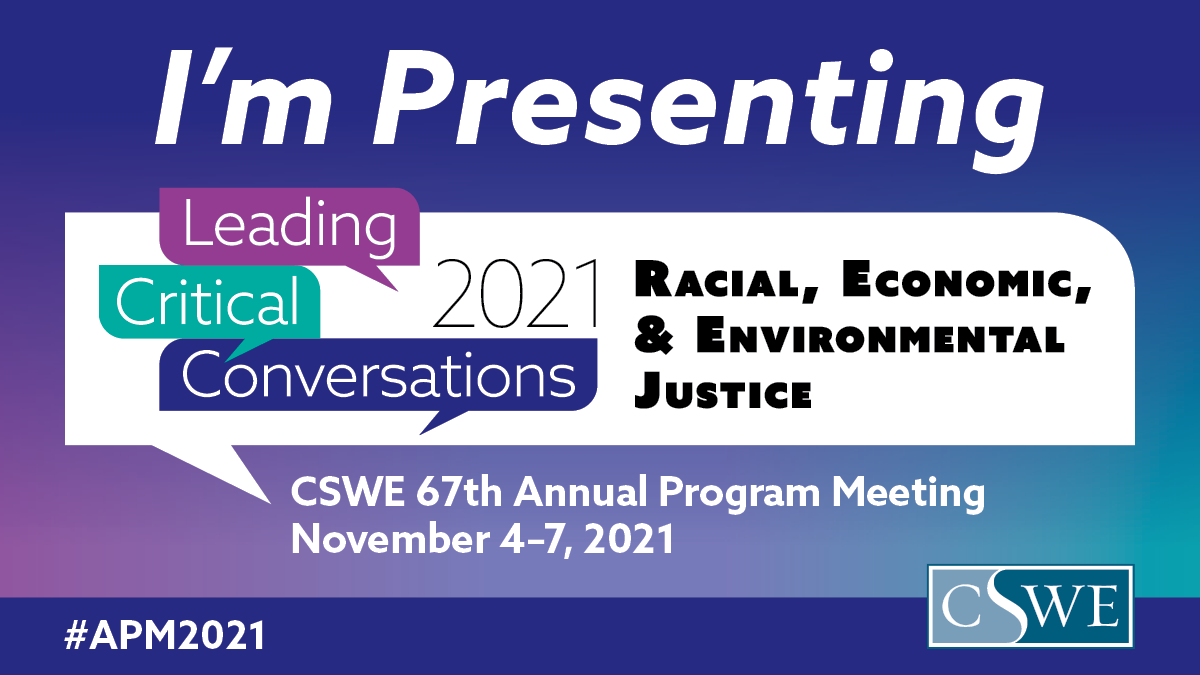 I'm Presenting
Leading
Critical
Conversations
2021
RACIAL, ECONOMIC,
& ENVIRONMENTAL
JUSTICE
CSWE 67th Annual Program Meeting
November 4–7, 2021
#APM2021
CSWE